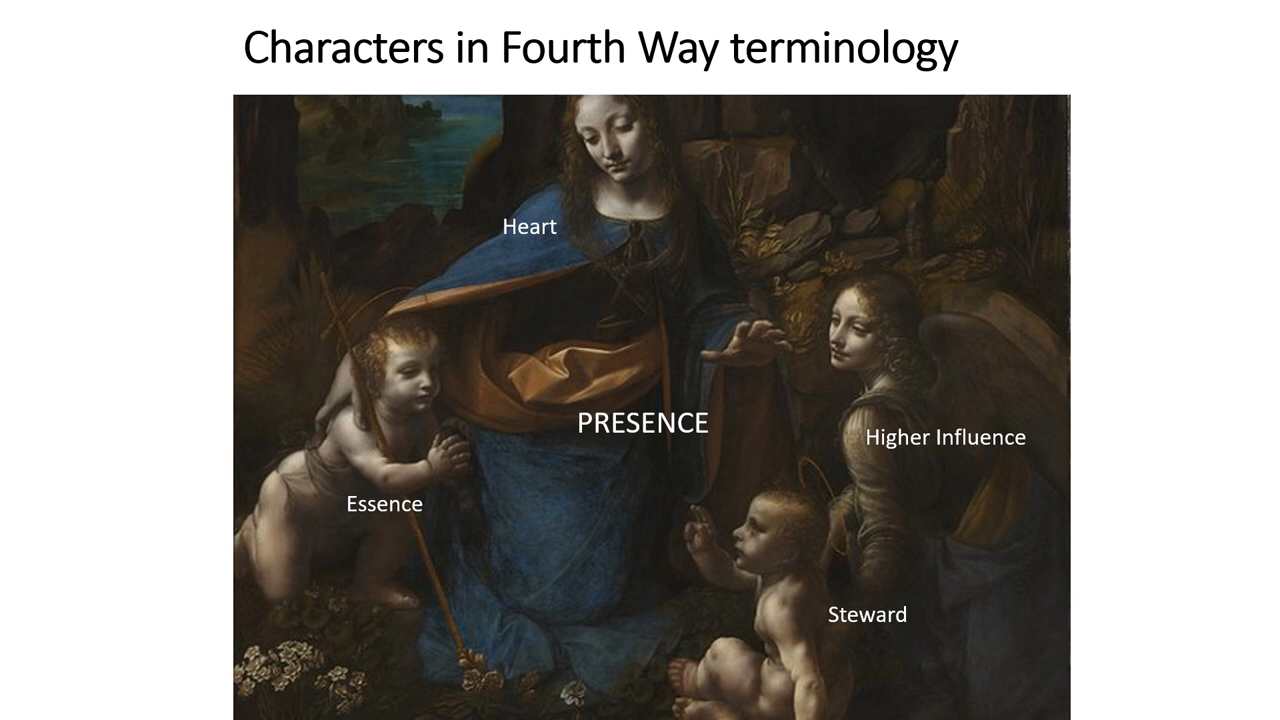 Characters in Fourth Way terminology
Heart
PRESENCE
Higher Influence
Essence
Steward